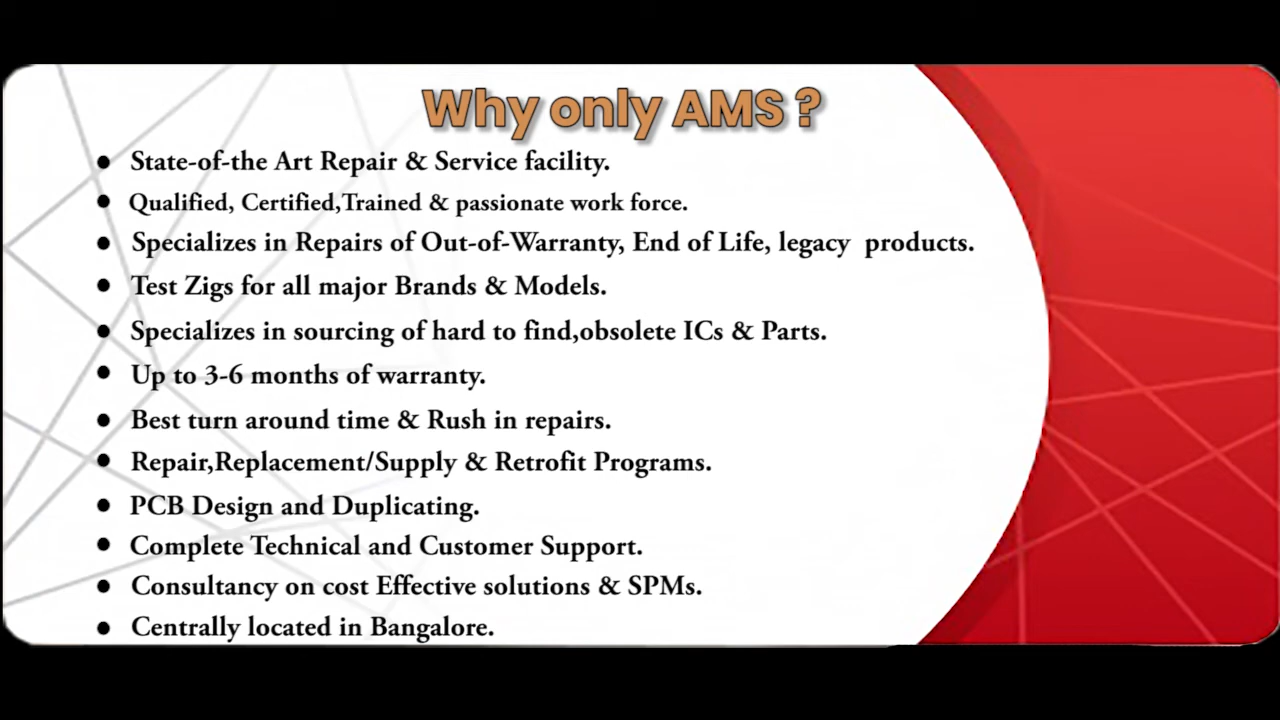 Why only AMS ?
● State-of-the Art Repair & Service facility.
● Qualified, Certified,Trained & passionate work force.
● Specializes in Repairs of Out-of-Warranty, End of Life, legacy products.
● Test Zigs for all major Brands & Models.
● Specializes in sourcing of hard to find,obsolete ICs & Parts.
● Up to 3-6 months of warranty.
● Best turn around time & Rush in repairs.
● Repair,Replacement/Supply & Retrofit Programs.
● PCB Design and Duplicating.
● Complete Technical and Customer Support.
● Consultancy on cost Effective solutions & SPMs.
● Centrally located in Bangalore.